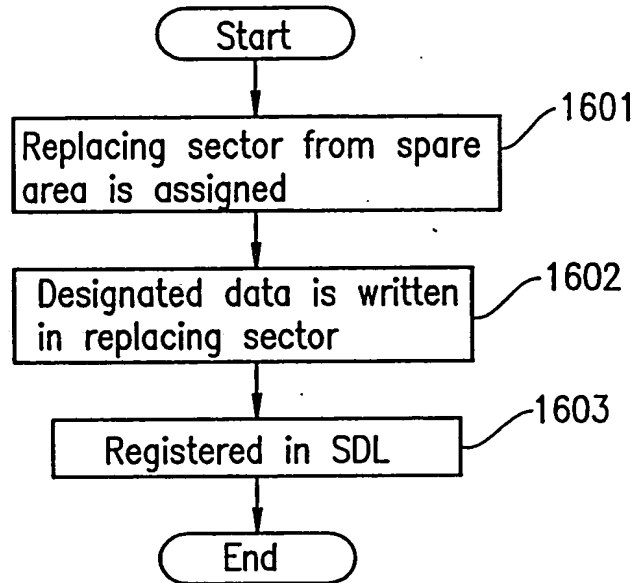 Start
1601
Replacing sector from spare
area is assigned
1602
Designated data is written
in replacing sector
1603
Registered in SDL
End